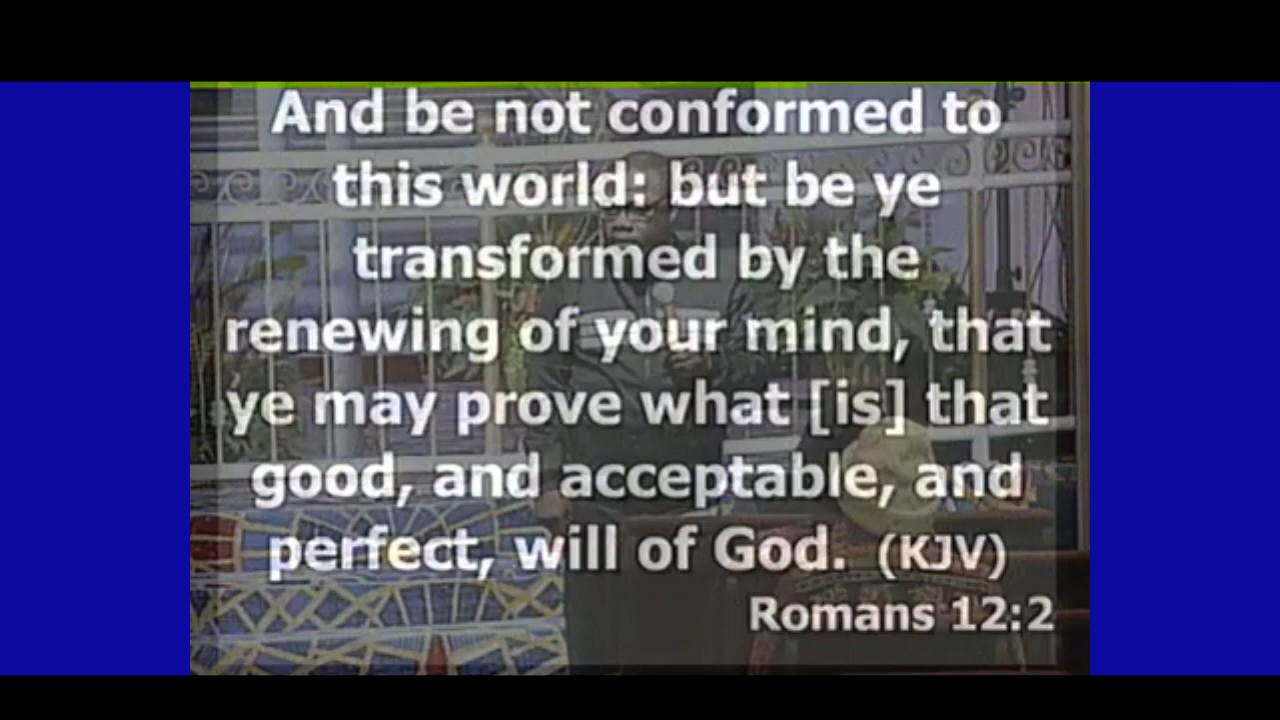 And be not conformed to
this world: but be ye
transformed by the
renewing of your mind, that
ye may prove what [is] that
good, and acceptable, and
perfect, will of God. (KJV)
Romans 12:2